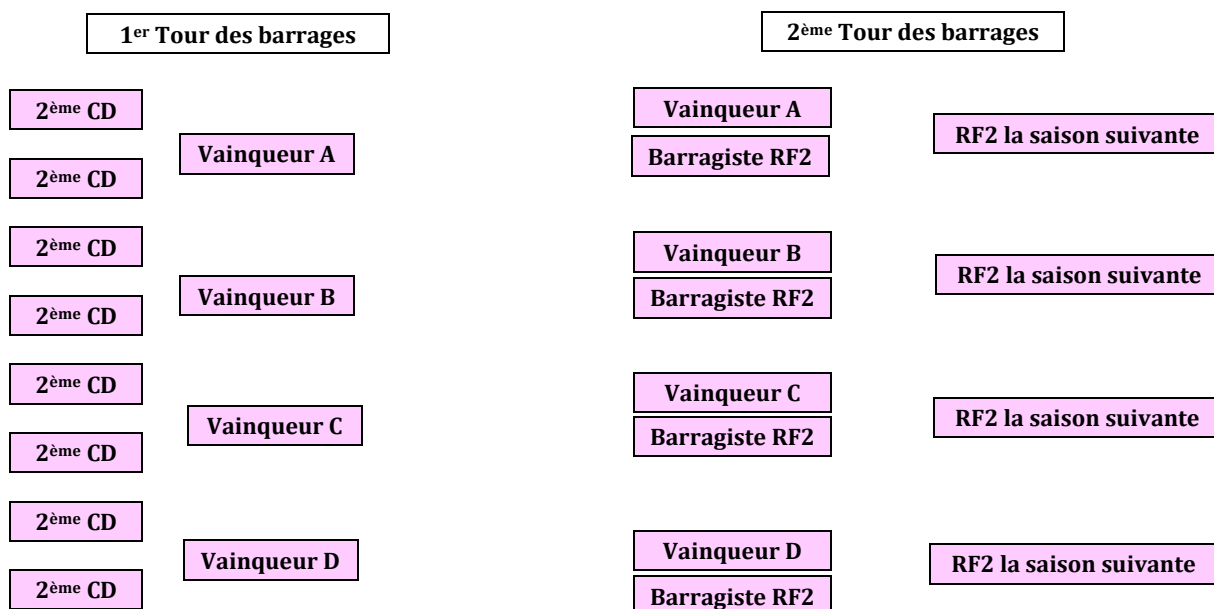 1er Tour des barrages
2ème CD
2ème CD
Vainqueur A
2ème CD
2ème CD
Vainqueur B
2ème CD
2ème CD
Vainqueur C
2ème CD
2ème CD
Vainqueur D
2ème Tour des barrages
Vainqueur A
Barragiste RF2
RF2 la saison suivante
Vainqueur B
Barragiste RF2
RF2 la saison suivante
Vainqueur C
Barragiste RF2
RF2 la saison suivante
Vainqueur D
Barragiste RF2
RF2 la saison suivante